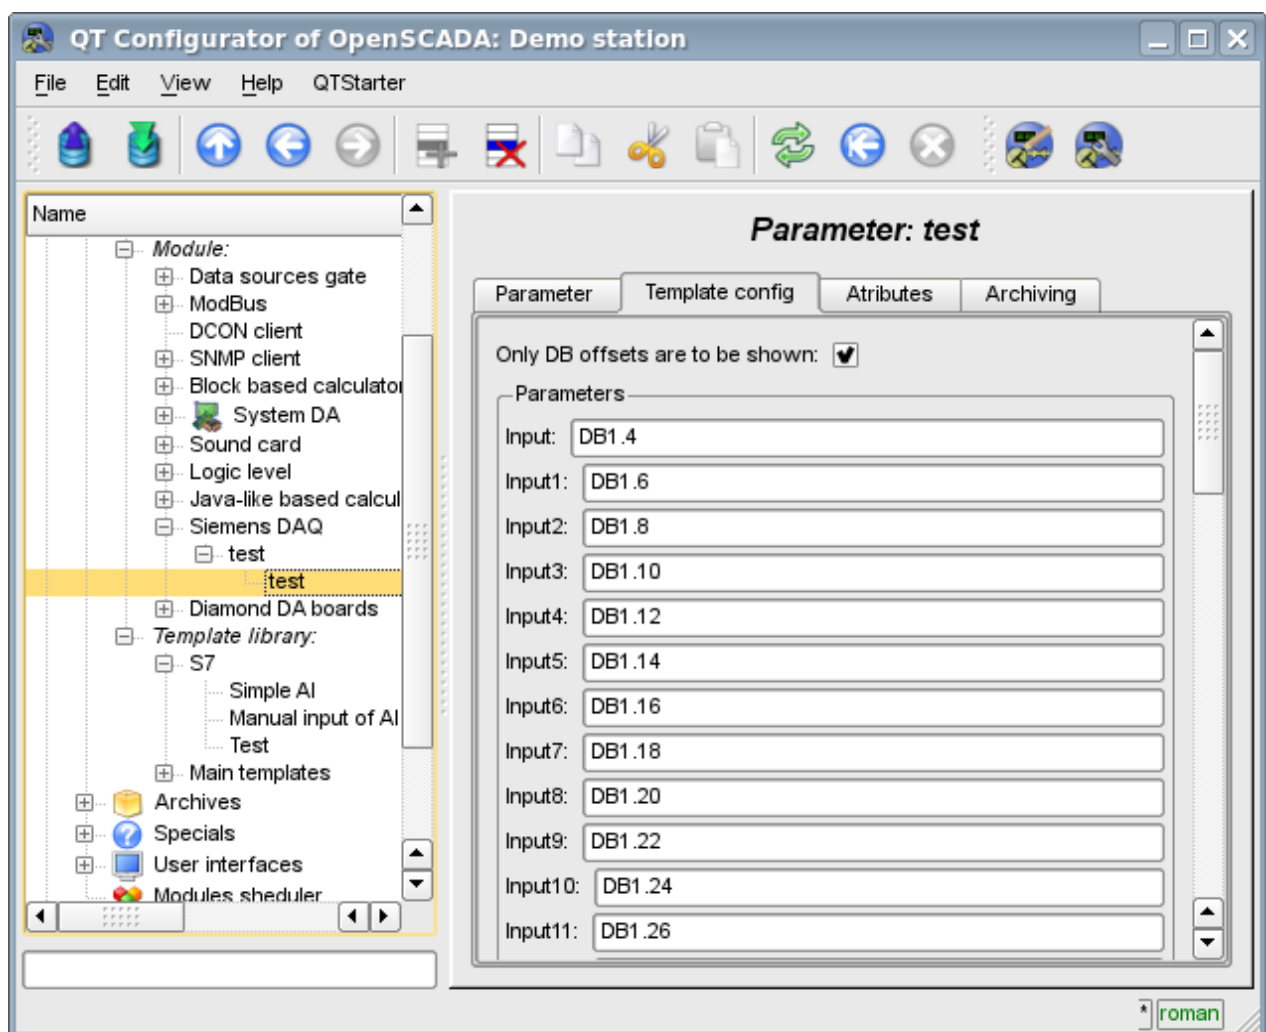 QT Configurator of OpenSCADA: Demo station
File Edit View Help QTStarter
Name
Module:
Data sources gate
ModBus
DCON client
SNMP client
Block based calculator
System DA
Sound card
Logic level
Java-like based calcul
Siemens DAQ
test
test
Diamond DA boards
Template library:
S7
Simple AI
Manual input of AI
Test
Main templates
Archives
Specials
User interfaces
Modules sheduler
Parameter: test
Parameter Template config Atributes Archiving
Only DB offsets are to be shown:
Parameters
Input: DB1.4
Input1: DB1.6
Input2: DB1.8
Input3: DB1.10
Input4: DB1.12
Input5: DB1.14
Input6: DB1.16
Input7: DB1.18
Input8: DB1.20
Input9: DB1.22
Input10: DB1.24
Input11: DB1.26
* roman